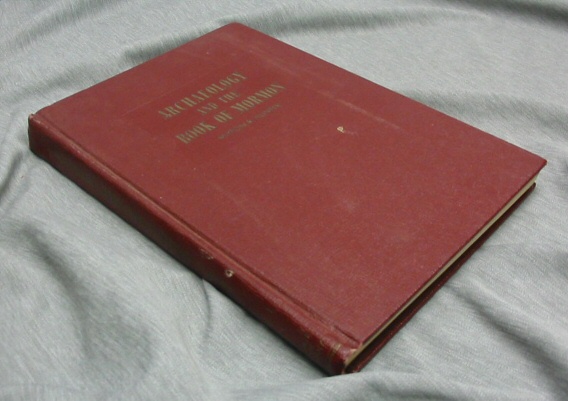 ARCHAEOLOGY
AND THE
BOOK OF MORMON